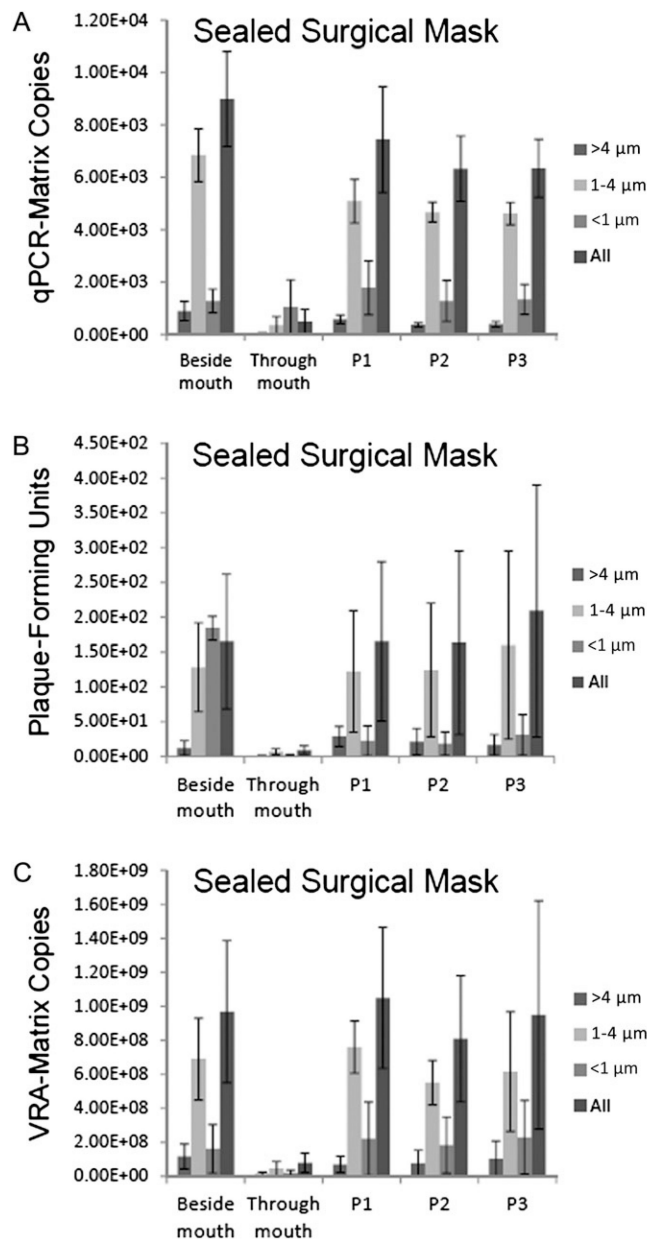 A
Sealed Surgical Mask
qPCR-Matrix Copies
1.20E+04
1.00E+04
8.00E+03
6.00E+03
4.00E+03
2.00E+03
0.00E+00
Beside mouth
Through mouth
P1
P2
P3
>4 µm
1-4 µm
<1 µm
All
B
Sealed Surgical Mask
Plaque-Forming Units
4.50E+02
4.00E+02
3.50E+02
3.00E+02
2.50E+02
2.00E+02
1.50E+02
1.00E+02
5.00E+01
0.00E+00
Beside mouth
Through mouth
P1
P2
P3
>4 µm
1-4 µm
<1 µm
All
C
Sealed Surgical Mask
VRA-Matrix Copies
1.80E+09
1.60E+09
1.40E+09
1.20E+09
1.00E+09
8.00E+08
6.00E+08
4.00E+08
2.00E+08
0.00E+00
Beside mouth
Through mouth
P1
P2
P3
>4 µm
1-4 µm
<1 µm
All